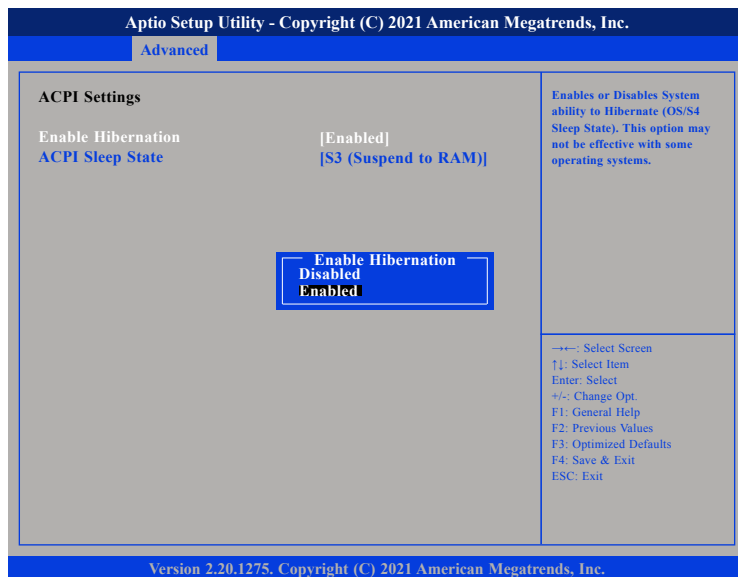 Aptio Setup Utility - Copyright (C) 2021 American Megatrends, Inc.
Advanced
ACPI Settings
Enable Hibernation [Enabled]
ACPI Sleep State [S3 (Suspend to RAM)]
Enable Hibernation
Disabled
Enabled
Enables or Disables System
ability to Hibernate (OS/S4
Sleep State). This option may
not be effective with some
operating systems.
→←: Select Screen
↑↓: Select Item
Enter: Select
+/-: Change Opt.
F1: General Help
F2: Previous Values
F3: Optimized Defaults
F4: Save & Exit
ESC: Exit
Version 2.20.1275. Copyright (C) 2021 American Megatrends, Inc.